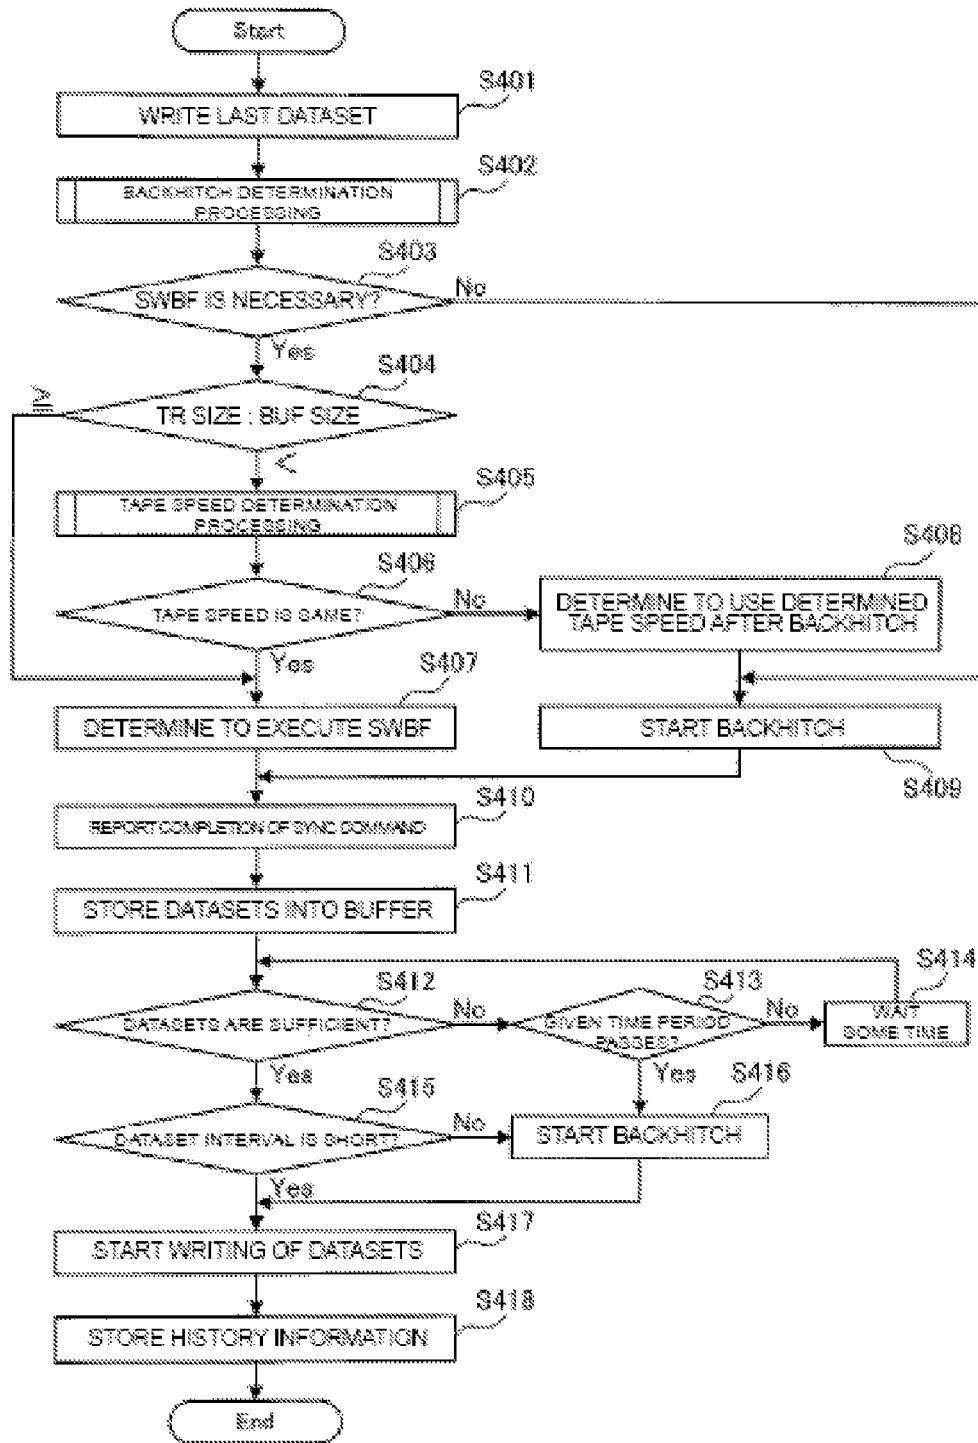 Start
S401
WRITE LAST DATASET
S402
BACKHITCH DETERMINATION
PROCESSING
S403
SWBF IS NECESSARY?
No
Yes
S404
≥
TR SIZE : BUF SIZE
<
S405
TAPE SPEED DETERMINATION
PROCESSING
S406
TAPE SPEED IS SAME?
No
Yes
S408
DETERMINE TO USE DETERMINED
TAPE SPEED AFTER BACKHITCH
S407
DETERMINE TO EXECUTE SWBF
START BACKHITCH
S409
S410
REPORT COMPLETION OF SYNC COMMAND
S411
STORE DATASETS INTO BUFFER
S412
DATASETS ARE SUFFICIENT?
No
Yes
S413
GIVEN TIME PERIOD
PASSES?
No
Yes
S414
WAIT
SOME TIME
S415
DATASET INTERVAL IS SHORT?
No
Yes
S416
START BACKHITCH
S417
START WRITING OF DATASETS
S418
STORE HISTORY INFORMATION
End